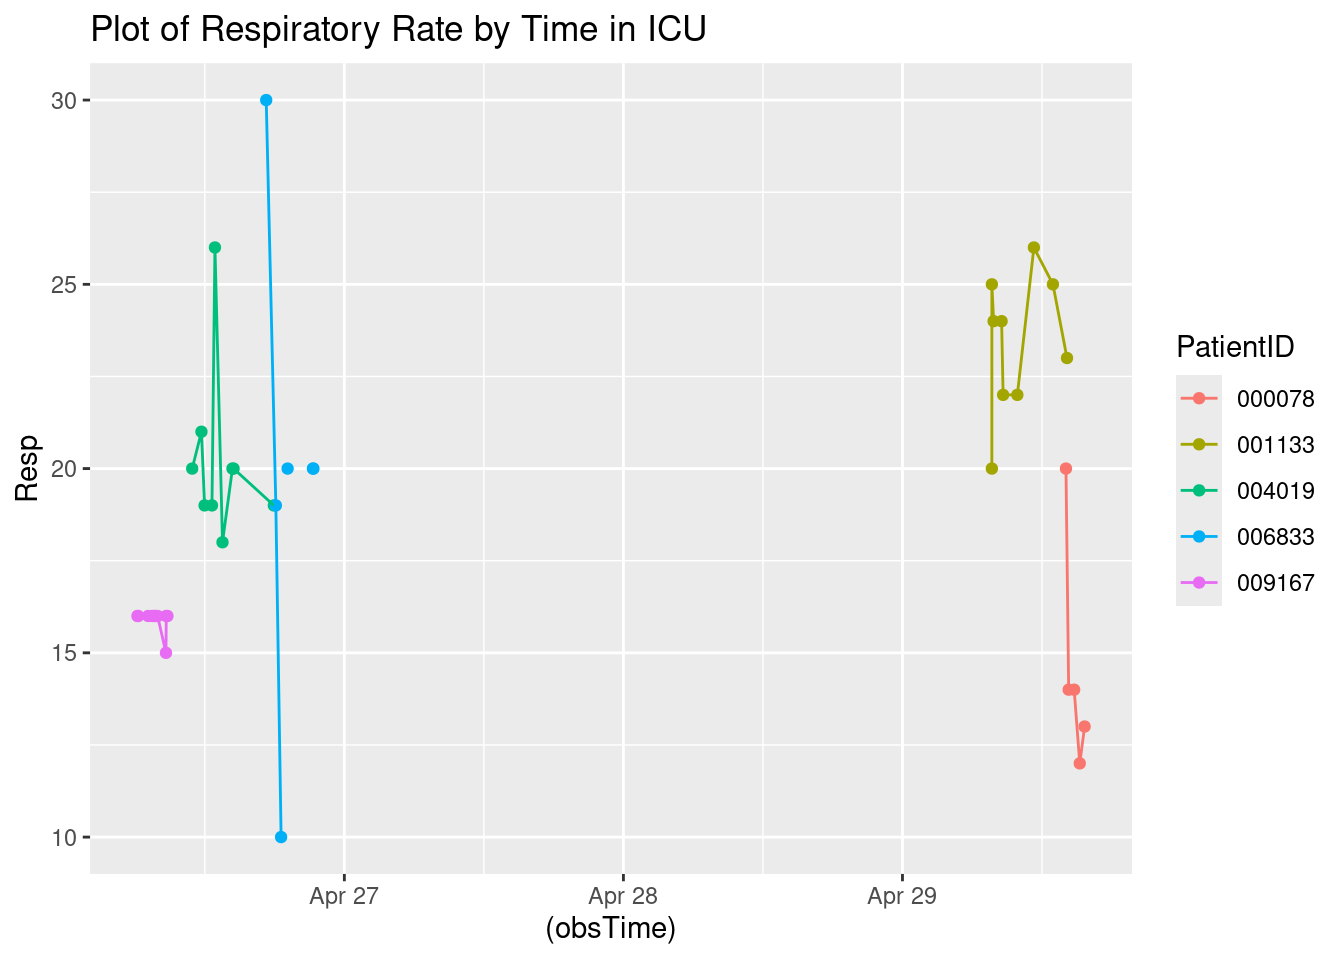 Plot of Respiratory Rate by Time in ICU
30
25
20
15
10
Resp
Apr 27
Apr 28
Apr 29
(obsTime)
PatientID
000078
001133
004019
006833
009167